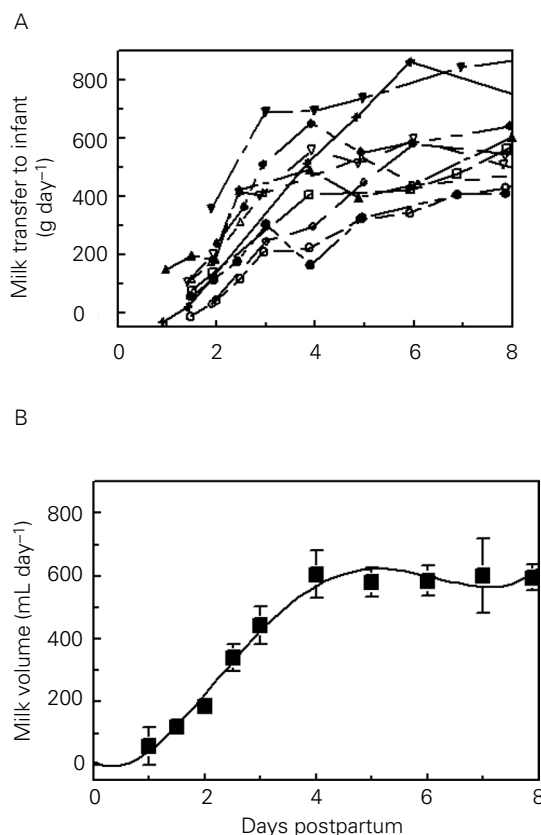 A
Milk transfer to infant
(g day⁻¹)
800
600
400
200
0
0 2 4 6 8
B
Milk volume (mL day⁻¹)
800
600
400
200
0
0 2 4 6 8
Days postpartum